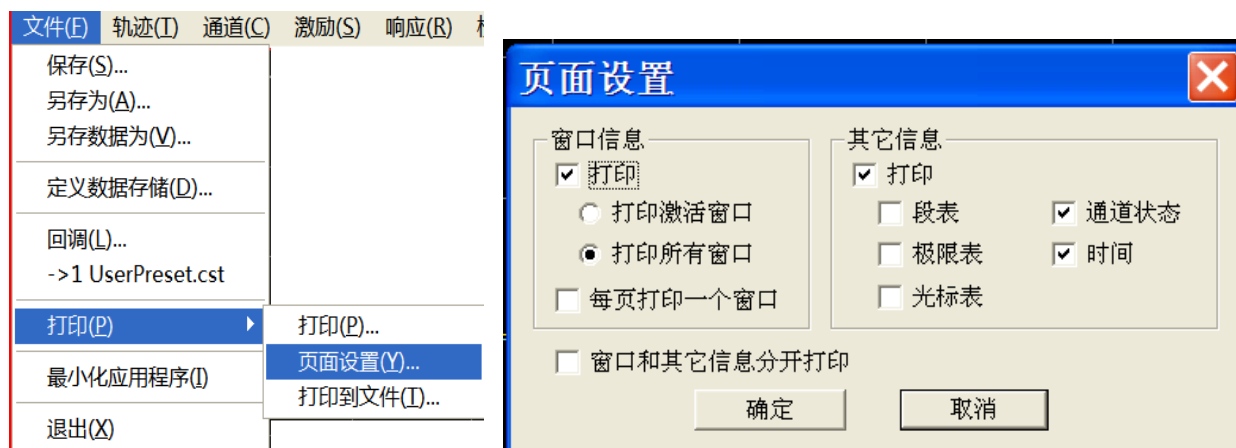 文件(F) 轨迹(T) 通道(C) 激励(S) 响应(R)
保存(S)...
另存为(A)...
另存数据为(V)...
定义数据存储(D)...
回调(L)...
->1 UserPreset.cst
打印(P)
最小化应用程序(I)
退出(X)
打印(P)...
页面设置(Y)...
打印到文件(T)...
页面设置
窗口信息
打印
打印激活窗口
打印所有窗口
每页打印一个窗口
其它信息
打印
段表
通道状态
极限表
时间
光标表
窗口和其它信息分开打印
确定
取消